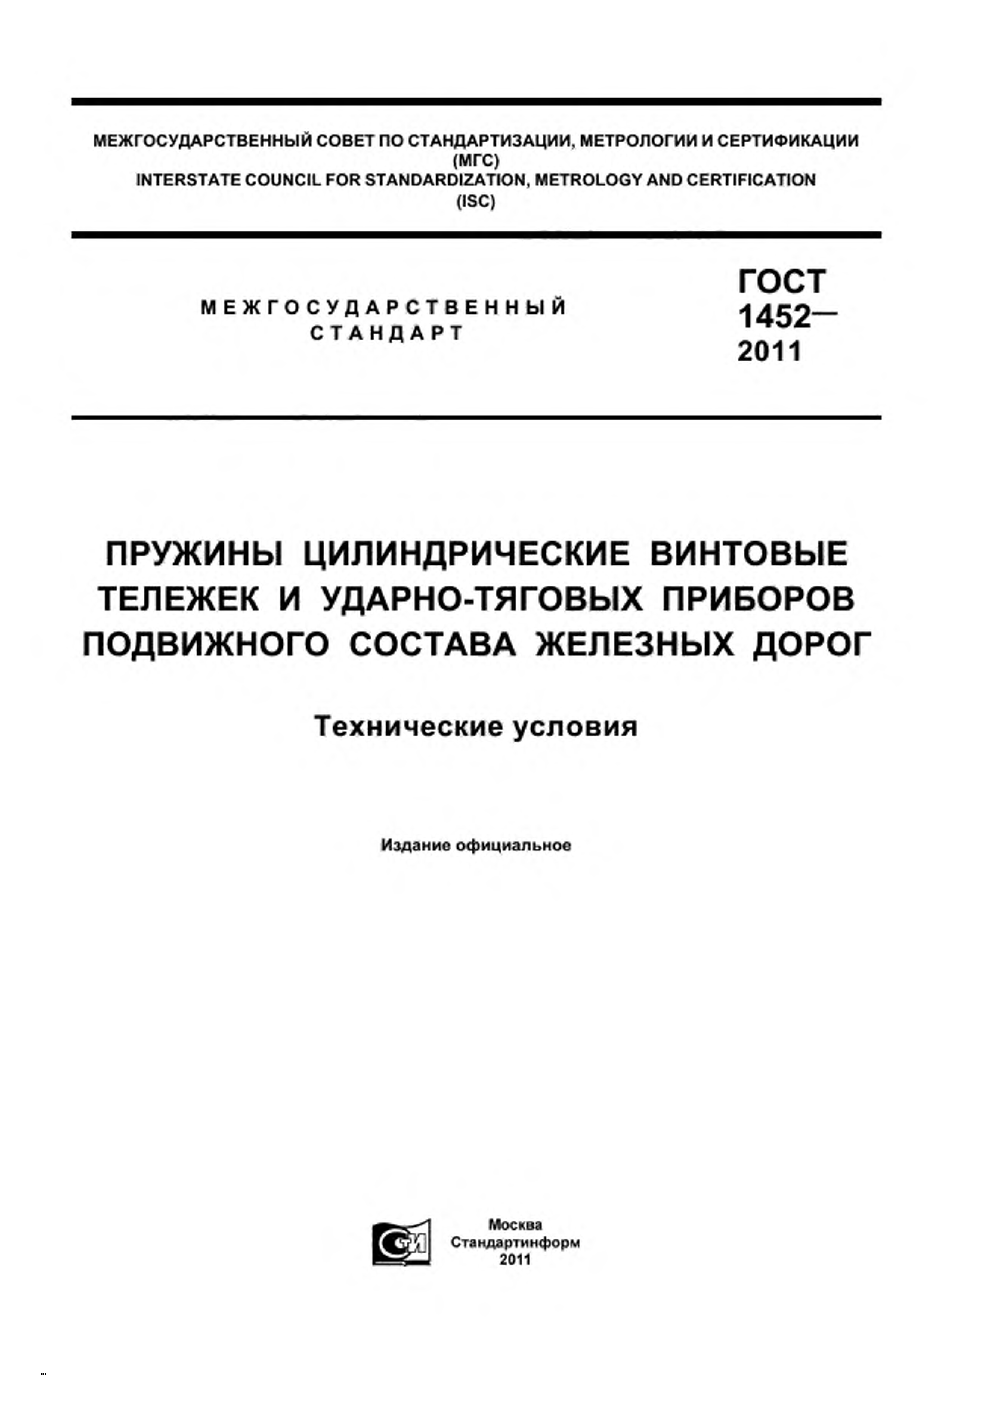 МЕЖГОСУДАРСТВЕННЫЙ СОВЕТ ПО СТАНДАРТИЗАЦИИ, МЕТРОЛОГИИ И СЕРТИФИКАЦИИ
(МГС)
INTERSTATE COUNCIL FOR STANDARDIZATION, METROLOGY AND CERTIFICATION
(ISC)
МЕЖГОСУДАРСТВЕННЫЙ
СТАНДАРТ
ГОСТ
1452—
2011
ПРУЖИНЫ ЦИЛИНДРИЧЕСКИЕ ВИНТОВЫЕ
ТЕЛЕЖЕК И УДАРНО-ТЯГОВЫХ ПРИБОРОВ
ПОДВИЖНОГО СОСТАВА ЖЕЛЕЗНЫХ ДОРОГ
Технические условия
Издание официальное
Москва
Стандартинформ
2011